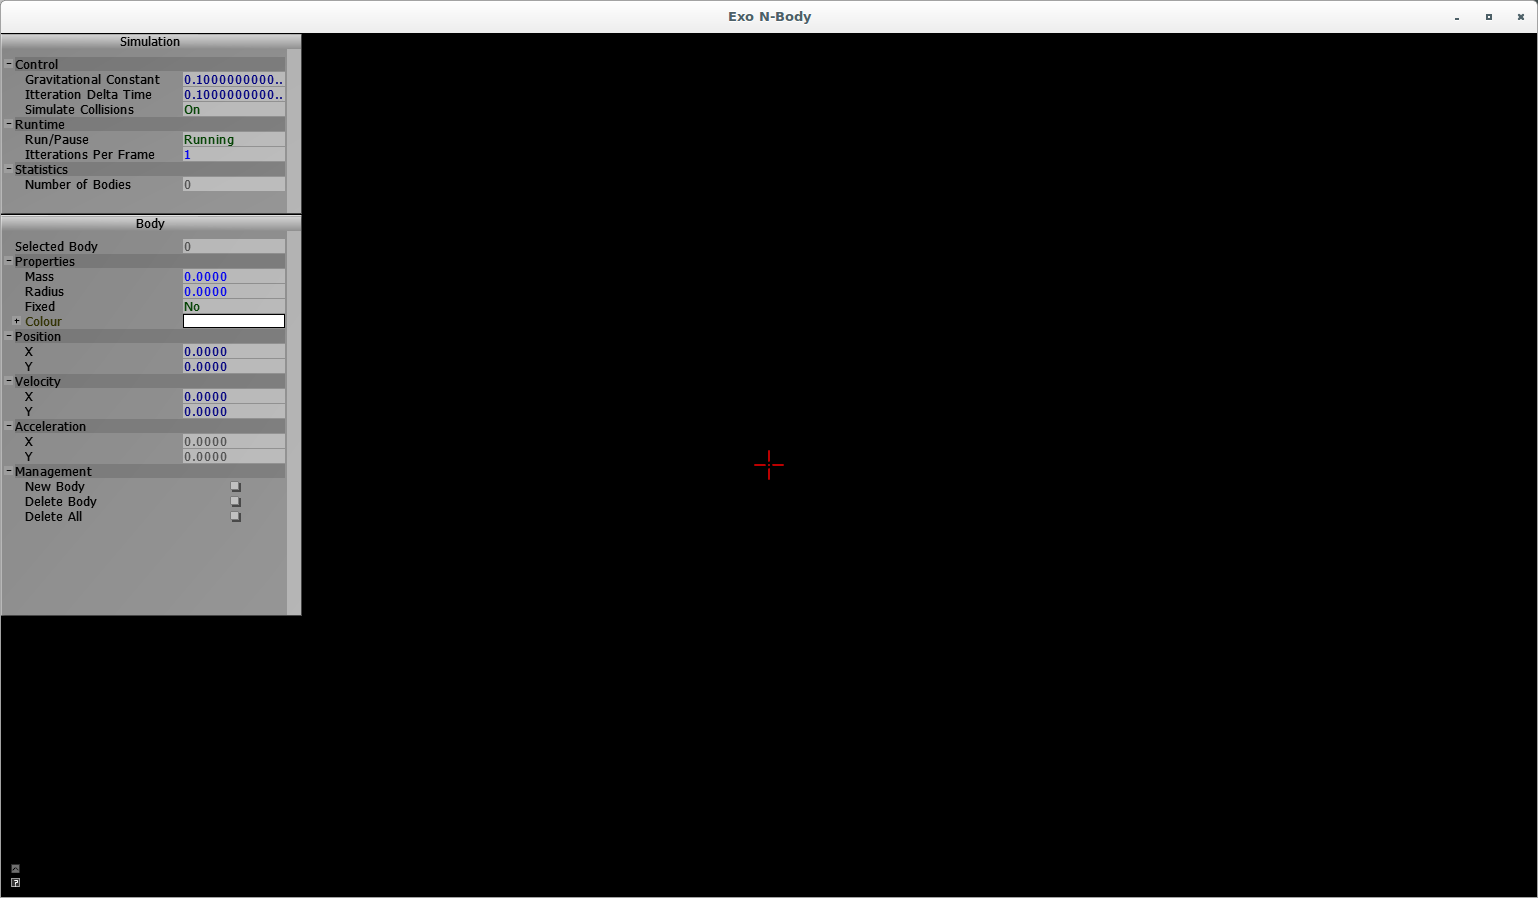 Exo N-Body
Simulation
Control
Gravitational Constant 0.1000000000..
Itteration Delta Time 0.1000000000..
Simulate Collisions On
Runtime
Run/Pause Running
Itterations Per Frame 1
Statistics
Number of Bodies 0
Body
Selected Body 0
Properties
Mass 0.0000
Radius 0.0000
Fixed No
Colour
Position
X 0.0000
Y 0.0000
Velocity
X 0.0000
Y 0.0000
Acceleration
X 0.0000
Y 0.0000
Management
New Body
Delete Body
Delete All
?